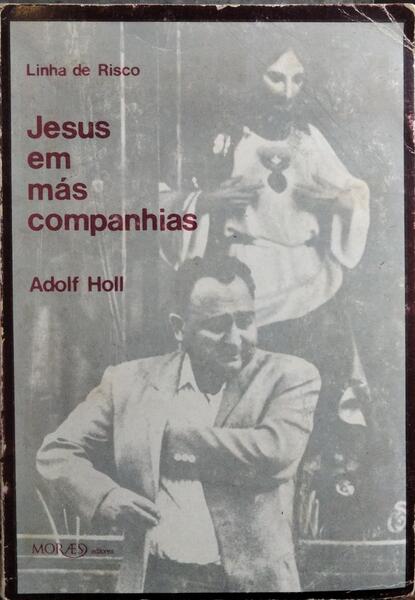 Linha de Risco
Jesus
em
más
companhias
Adolf Holl
MORÆS editores